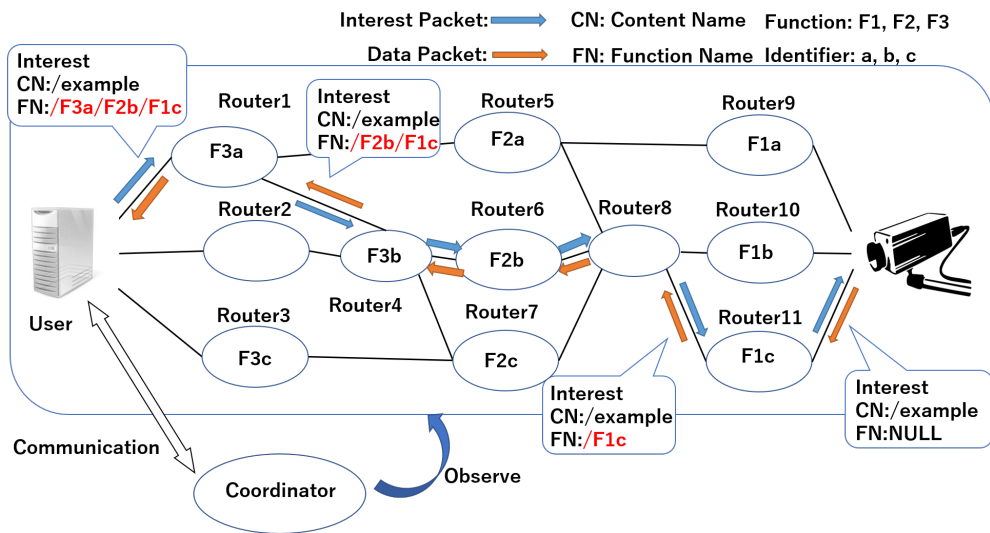 Interest Packet: CN: Content Name Function: F1, F2, F3
Data Packet: FN: Function Name Identifier: a, b, c
Interest
CN:/example
FN:/F3a/F2b/F1c
Router1
F3a
Interest
CN:/example
FN:/F2b/F1c
Router5
F2a
Router9
F1a
Router2
F3b
Router4
Router6
F2b
Router8
Router10
F1b
User
Router3
F3c
Router7
F2c
Router11
F1c
Interest
CN:/example
FN:/F1c
Interest
CN:/example
FN:NULL
Communication
Coordinator
Observe